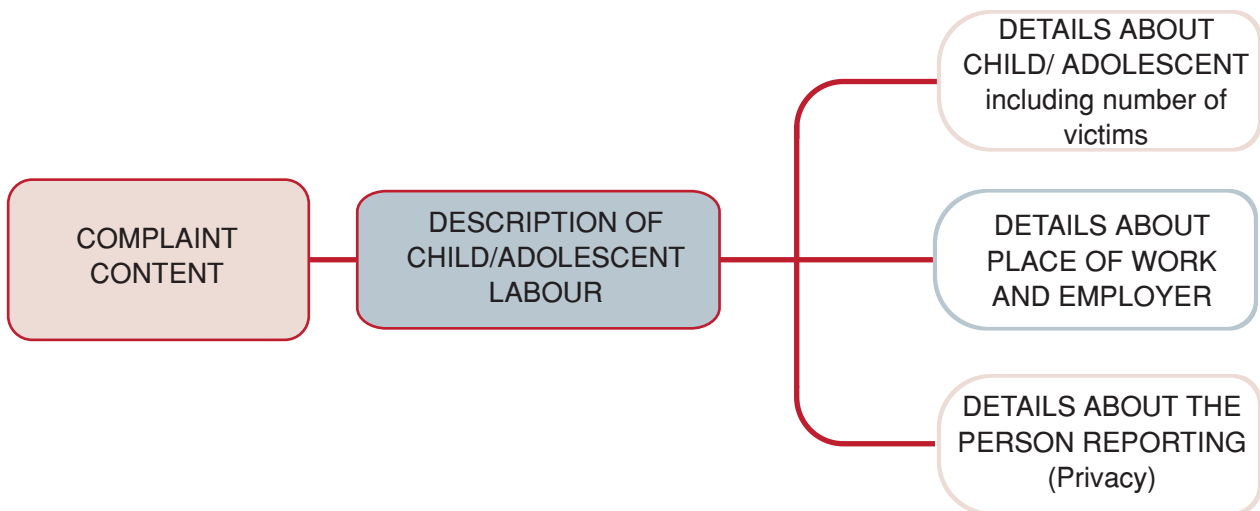 COMPLAINT
CONTENT
DESCRIPTION OF
CHILD/ADOLESCENT
LABOUR
DETAILS ABOUT
CHILD/ ADOLESCENT
including number of
victims
DETAILS ABOUT
PLACE OF WORK
AND EMPLOYER
DETAILS ABOUT THE
PERSON REPORTING
(Privacy)